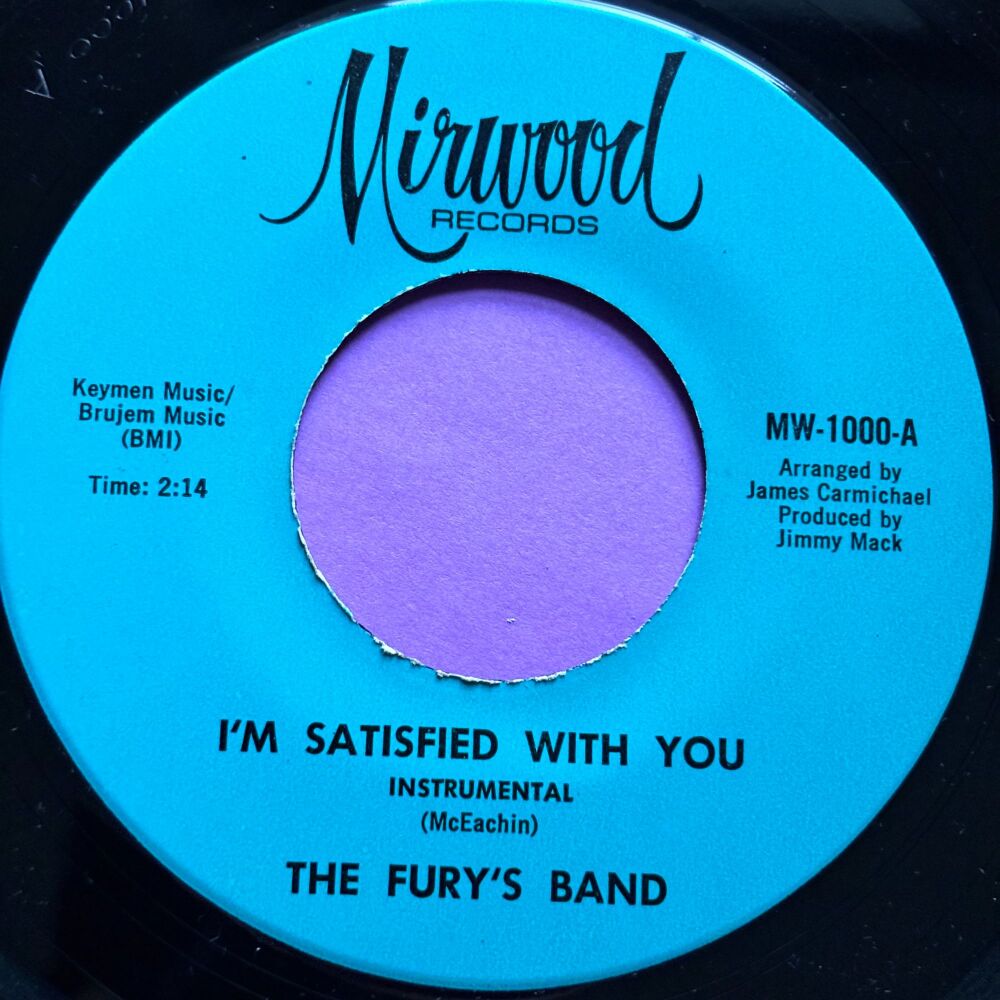 Mirwood
RECORDS
Keymen Music/
Brujem Music
(BMI)
Time: 2:14
MW-1000-A
Arranged by
James Carmichael
Produced by
Jimmy Mack
I'M SATISFIED WITH YOU
INSTRUMENTAL
(McEachin)
THE FURY'S BAND